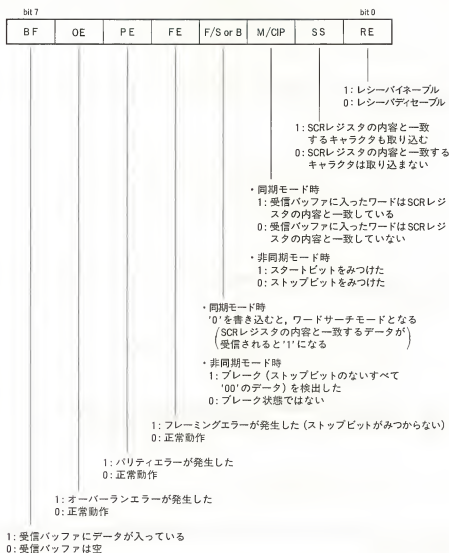 bit 7
bit 0
BF
OE
PE
FE
F/S or B
M/CIP
SS
RE
1：レシーバイネーブル
0：レシーバディセーブル
1：SCRレジスタの内容と一致
するキャラクタも取り込む
0：SCRレジスタの内容と一致する
キャラクタは取り込まない
・同期モード時
1：受信バッファに入ったワードはSCRレジ
スタの内容と一致している
0：受信バッファに入ったワードはSCRレジ
スタの内容と一致していない
・非同期モード時
1：スタートビットをみつけた
0：ストップビットをみつけた
・同期モード時
'0'を書き込むと，ワードサーチモードとなる
(SCRレジスタの内容と一致するデータが
受信されると'1'になる)
・非同期モード時
1：ブレーク（ストップビットのないすべて
'00'のデータ）を検出した
0：ブレーク状態ではない
1：フレーミングエラーが発生した（ストップビットがみつからない）
0：正常動作
1：パリティエラーが発生した
0：正常動作
1：オーバーランエラーが発生した
0：正常動作
1：受信バッファにデータが入っている
0：受信バッファは空